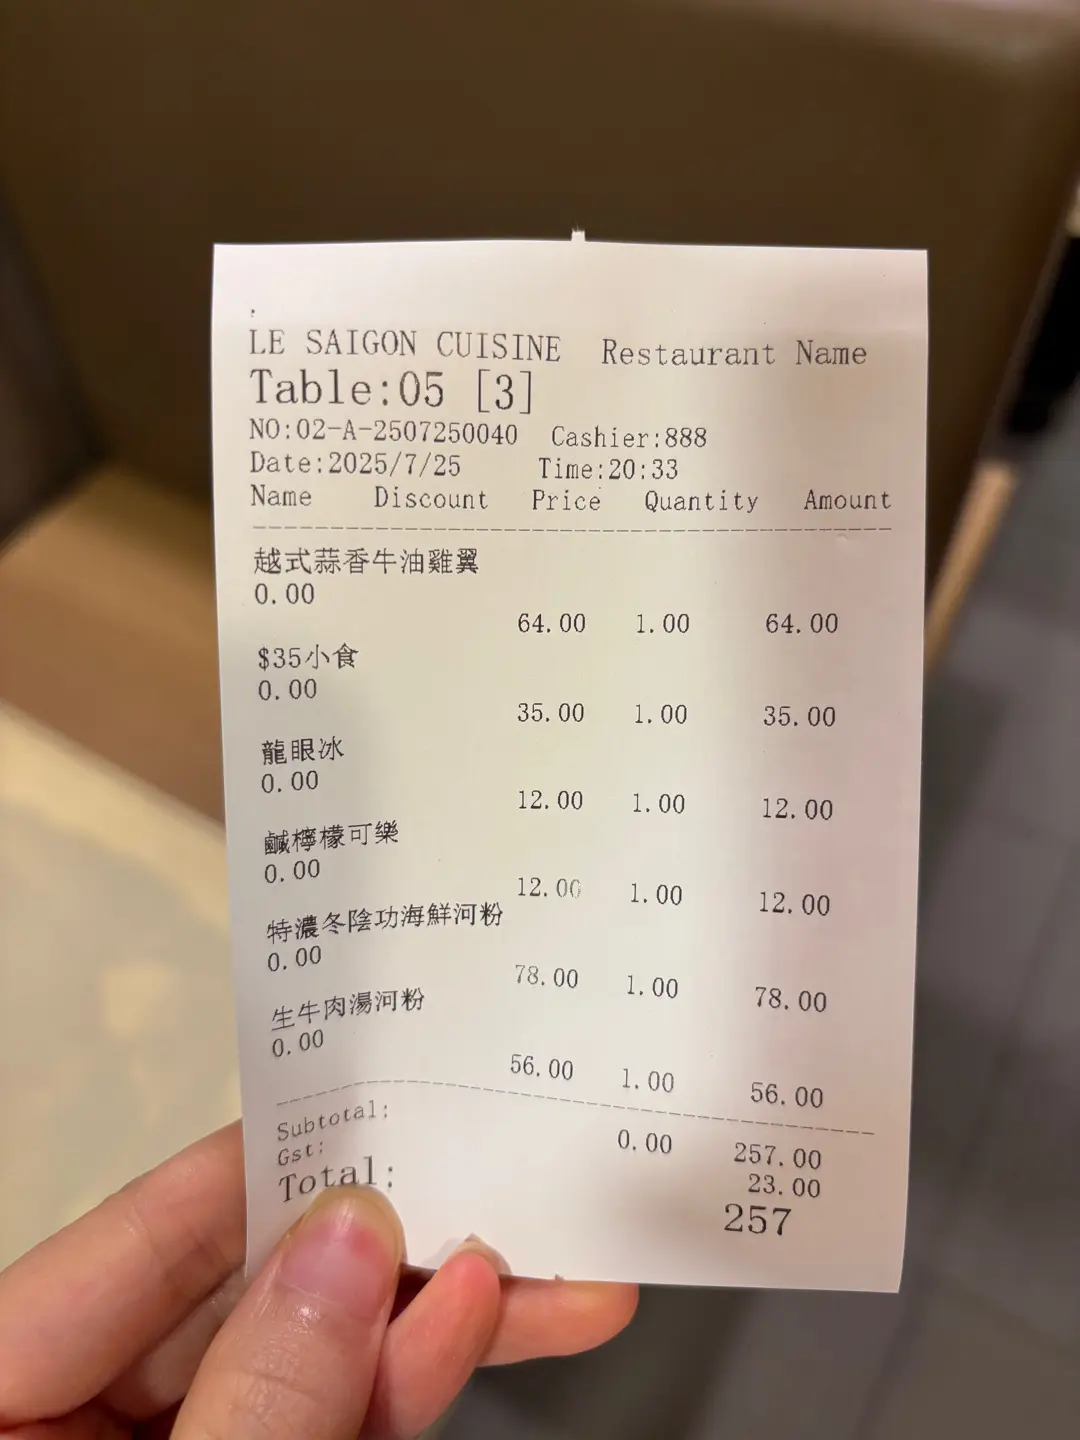 LE SAIGON CUISINE Restaurant Name
Table:05 [3]
NO:02-A-2507250040 Cashier:888
Date:2025/7/25 Time:20:33
Name Discount Price Quantity Amount
越式蒜香牛油雞翼
0.00
64.00 1.00 64.00
$35小食
0.00
35.00 1.00 35.00
龍眼冰
0.00
12.00 1.00 12.00
鹹檸檬可樂
0.00
12.00 1.00 12.00
特濃冬陰功海鮮河粉
0.00
78.00 1.00 78.00
生牛肉湯河粉
0.00
56.00 1.00 56.00
Subtotal: 0.00 257.00
Gst: 23.00
Total: 257